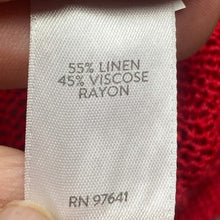 55% LINEN
45% VISCOSE
RAYON
RN 97641